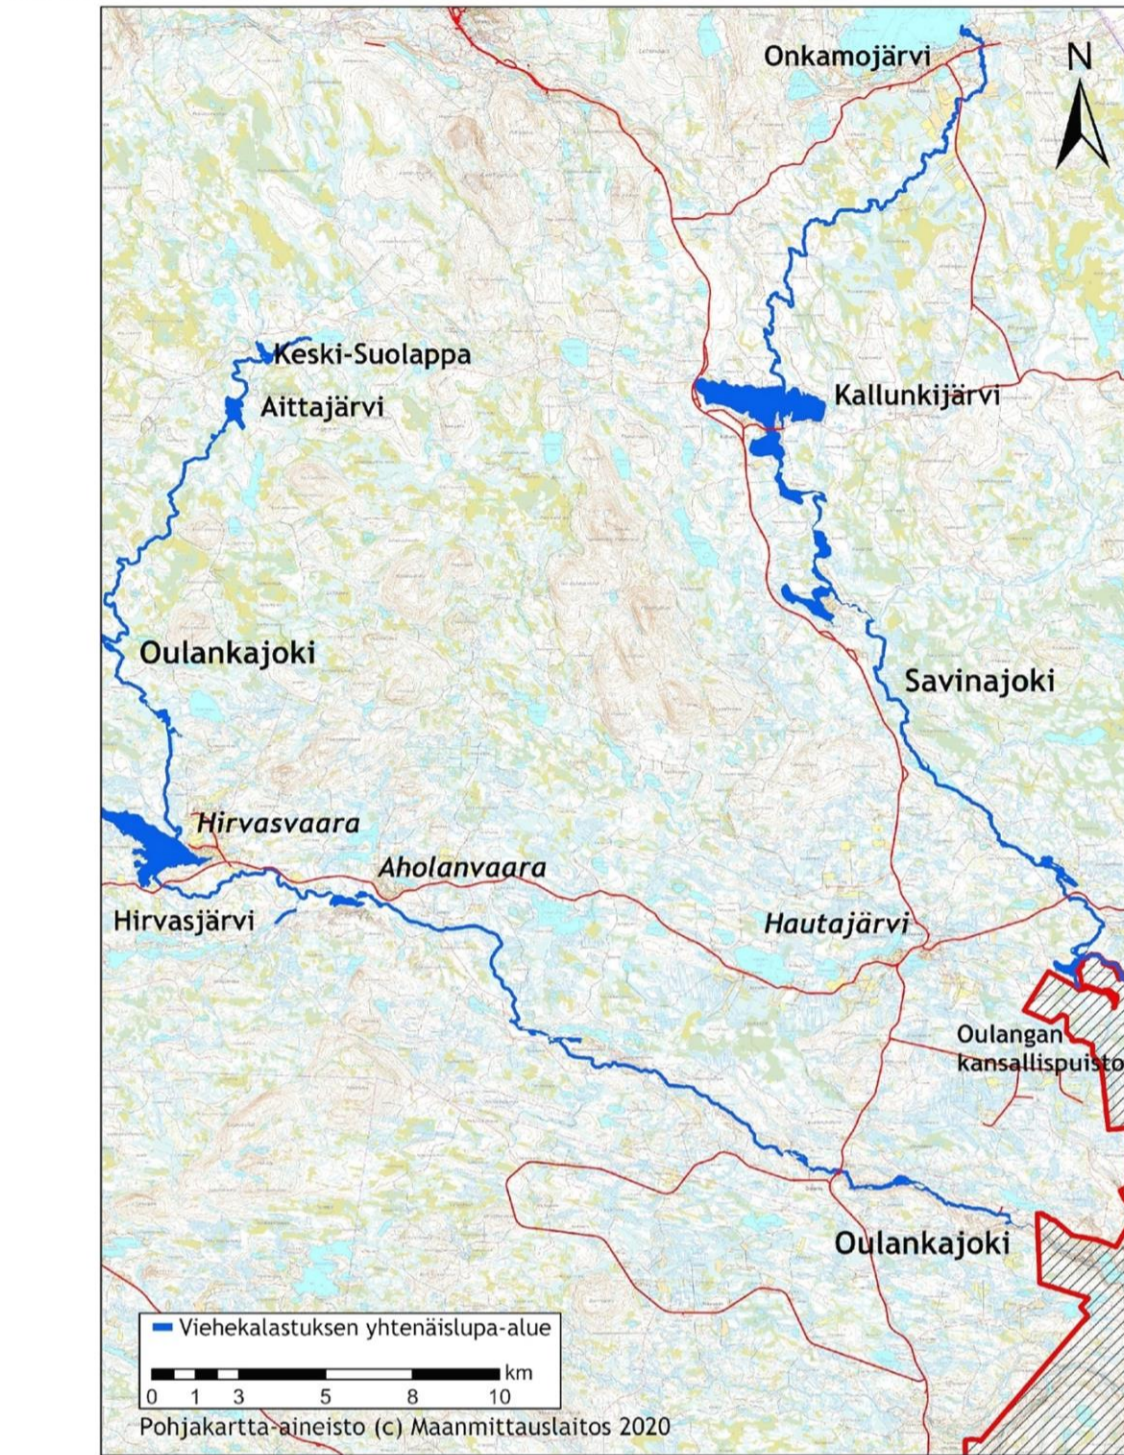 Onkamojärvi
N
Keski-Suolappa
Aittajärvi
Kallunkijärvi
Oulankajoki
Savinajoki
Hirvasvaara
Aholanvaara
Hirvasjärvi
Hautajärvi
Oulangan
kansallispuisto
Oulankajoki
Viehekalastuksen yhtenäislupa-alue
km
0 1 3 5 8 10
Pohjakartta-aineisto (c) Maanmittauslaitos 2020